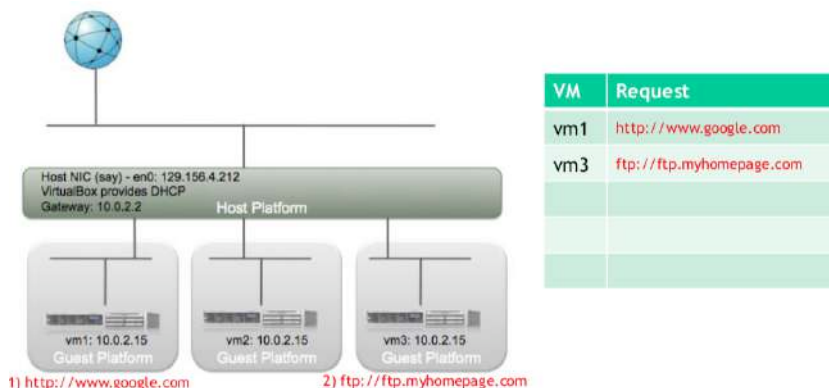 Host NIC (say) - en0: 129.156.4.212
VirtualBox provides DHCP
Gateway: 10.0.2.2
Host Platform
vm1: 10.0.2.15
Guest Platform
vm2: 10.0.2.15
Guest Platform
vm3: 10.0.2.15
Guest Platform
1) http://www.google.com
2) ftp://ftp.myhomepage.com
VM Request
vm1 http://www.google.com
vm3 ftp://ftp.myhomepage.com